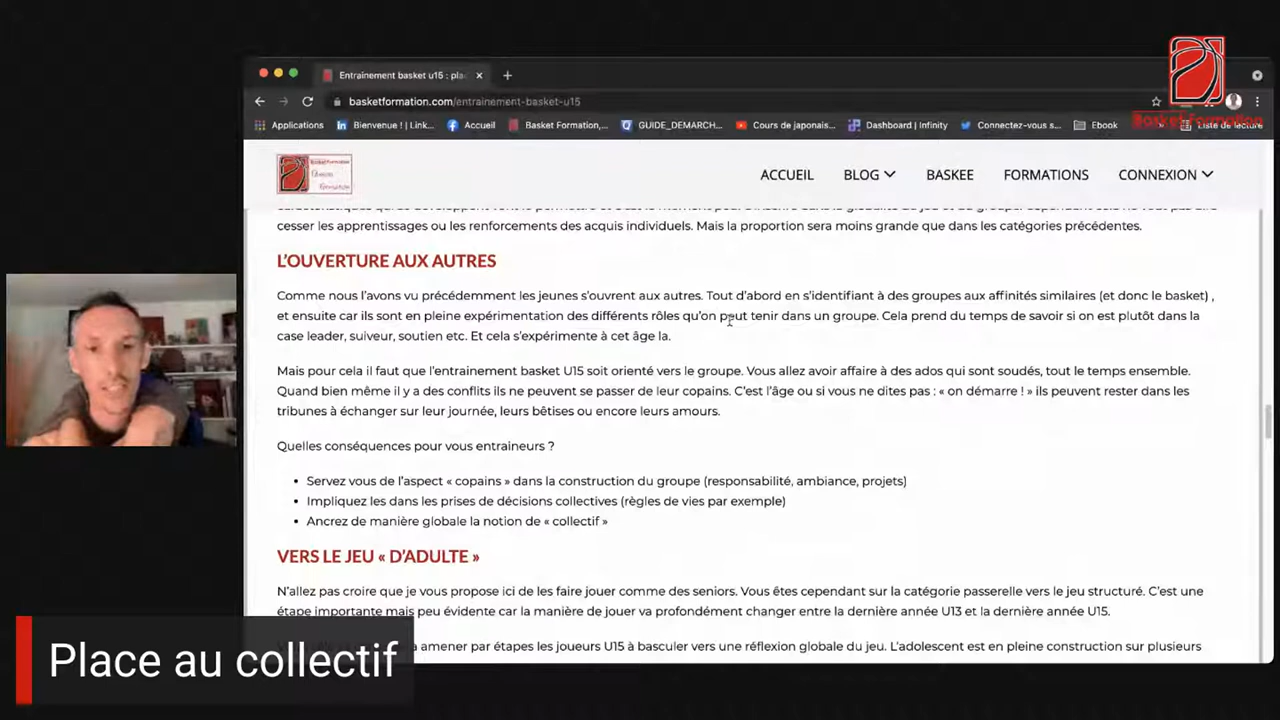 Entrainement basket u15 : pla
basketformation.com/entrainement-basket-u15
Applications
Bienvenue ! | Link...
Accueil
Basket Formation,...
GUIDE_DEMARCH...
Cours de japonais...
Dashboard | Infinity
Connectez-vous s...
Ebook
Liste de lecture
Basket Formation
ACCUEIL
BLOG
BASKEE
FORMATIONS
CONNEXION
cesser les apprentissages ou les renforcements des acquis individuels. Mais la proportion sera moins grande que dans les catégories précédentes.
L'OUVERTURE AUX AUTRES
Comme nous l'avons vu précédemment les jeunes s'ouvrent aux autres. Tout d'abord en s'identifiant à des groupes aux affinités similaires (et donc le basket) ,
et ensuite car ils sont en pleine expérimentation des différents rôles qu'on peut tenir dans un groupe. Cela prend du temps de savoir si on est plutôt dans la
case leader, suiveur, soutien etc. Et cela s'expérimente à cet âge la.
Mais pour cela il faut que l'entrainement basket U15 soit orienté vers le groupe. Vous allez avoir affaire à des ados qui sont soudés, tout le temps ensemble.
Quand bien même il y a des conflits ils ne peuvent se passer de leur copains. C'est l'âge ou si vous ne dites pas : « on démarre ! » ils peuvent rester dans les
tribunes à échanger sur leur journée, leurs bêtises ou encore leurs amours.
Quelles conséquences pour vous entraineurs ?
• Servez vous de l'aspect « copains » dans la construction du groupe (responsabilité, ambiance, projets)
• Impliquez les dans les prises de décisions collectives (règles de vies par exemple)
• Ancrez de manière globale la notion de « collectif »
VERS LE JEU « D'ADULTE »
N'allez pas croire que je vous propose ici de les faire jouer comme des seniors. Vous êtes cependant sur la catégorie passerelle vers le jeu structuré. C'est une
étape importante mais peu évidente car la manière de jouer va profondément changer entre la dernière année U13 et la dernière année U15.
amener par étapes les joueurs U15 à basculer vers une réflexion globale du jeu. L'adolescent est en pleine construction sur plusieurs
Place au collectif